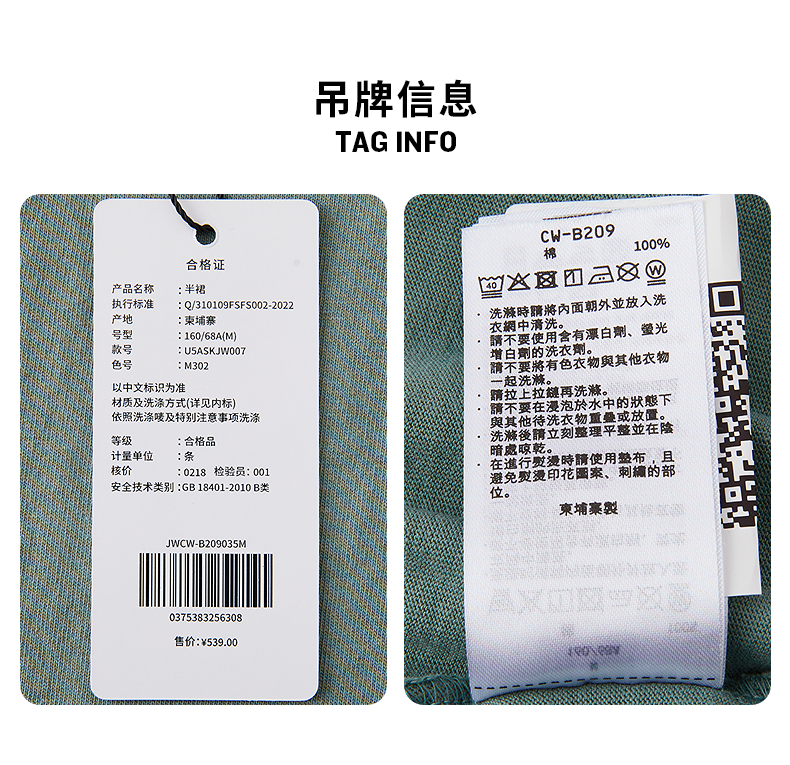 吊牌信息
TAG INFO
合格证
产品名称 : 半裙
执行标准 : Q/310109FSFS002-2022
产地 : 柬埔寨
号型 : 160/68A(M)
款号 : U5ASKJW007
色号 : M302
以中文标识为准
材质及洗涤方式(详见内标)
依照洗涤唛及特别注意事项洗涤
等级 : 合格品
计量单位 : 条
核价 : 0218 检验员: 001
安全技术类别 : GB 18401-2010 B类
JWCW-B209035M
0375383256308
售价: ¥539.00
CW-B209
棉 100%
40
W
· 洗滌時請將內面朝外並放入洗
衣網中清洗。
· 請不要使用含有漂白劑、螢光
增白劑的洗衣劑。
· 請不要將有色衣物與其他衣物
一起洗滌。
· 請拉上拉鏈再洗滌。
· 請不要在浸泡於水中的狀態下
與其他待洗衣物重疊或放置。
· 洗滌後請立刻整理平整並在陰
暗處晾乾。
· 在進行熨燙時請使用墊布，且
避免熨燙印花圖案、刺繡的部
位。
柬埔寨製
160/68A
M